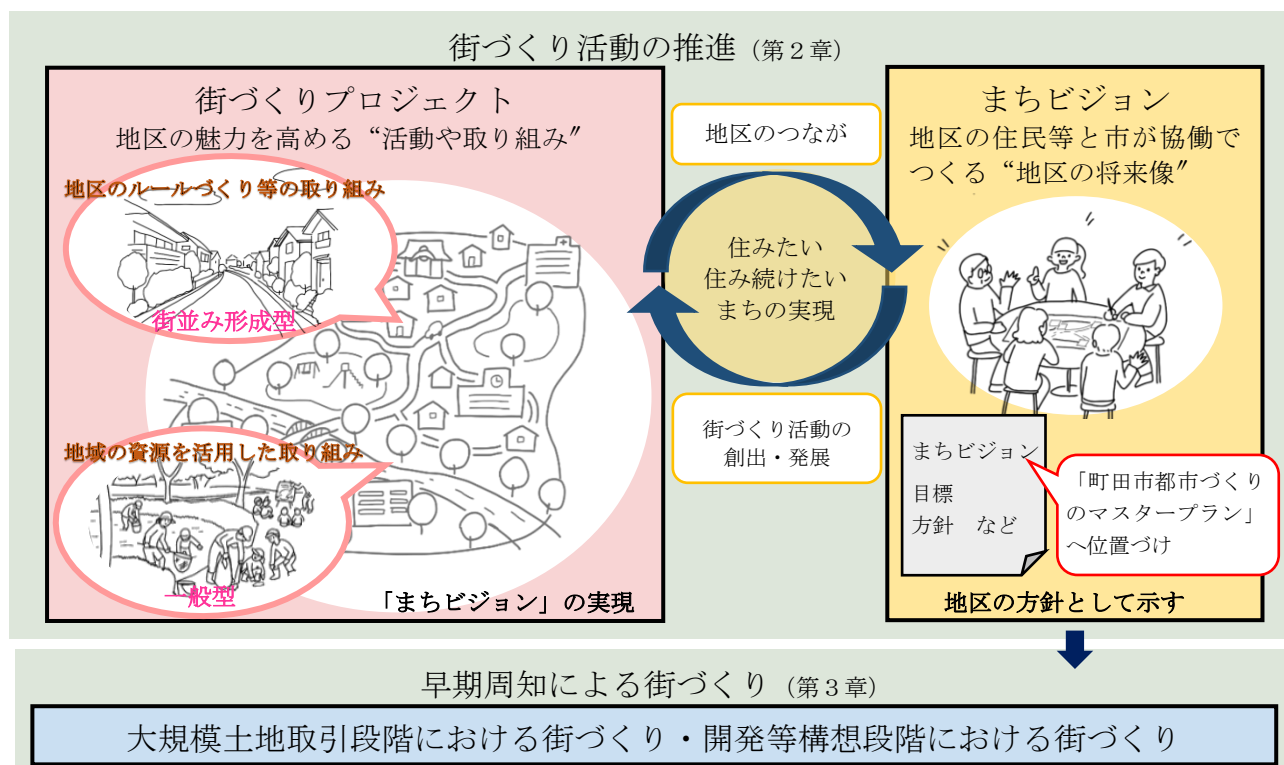 街づくり活動の推進（第２章）
街づくりプロジェクト
地区の魅力を高める“活動や取り組み”
地区のルールづくり等の取り組み
街並み形成型
地域の資源を活用した取り組み
一般型
「まちビジョン」の実現
地区のつなが
住みたい
住み続けたい
まちの実現
街づくり活動の
創出・発展
まちビジョン
地区の住民等と市が協働で
つくる“地区の将来像”
まちビジョン
目標
方針　など
「町田市都市づくり
のマスタープラン」
へ位置づけ
地区の方針として示す
早期周知による街づくり（第３章）
大規模土地取引段階における街づくり・開発等構想段階における街づくり